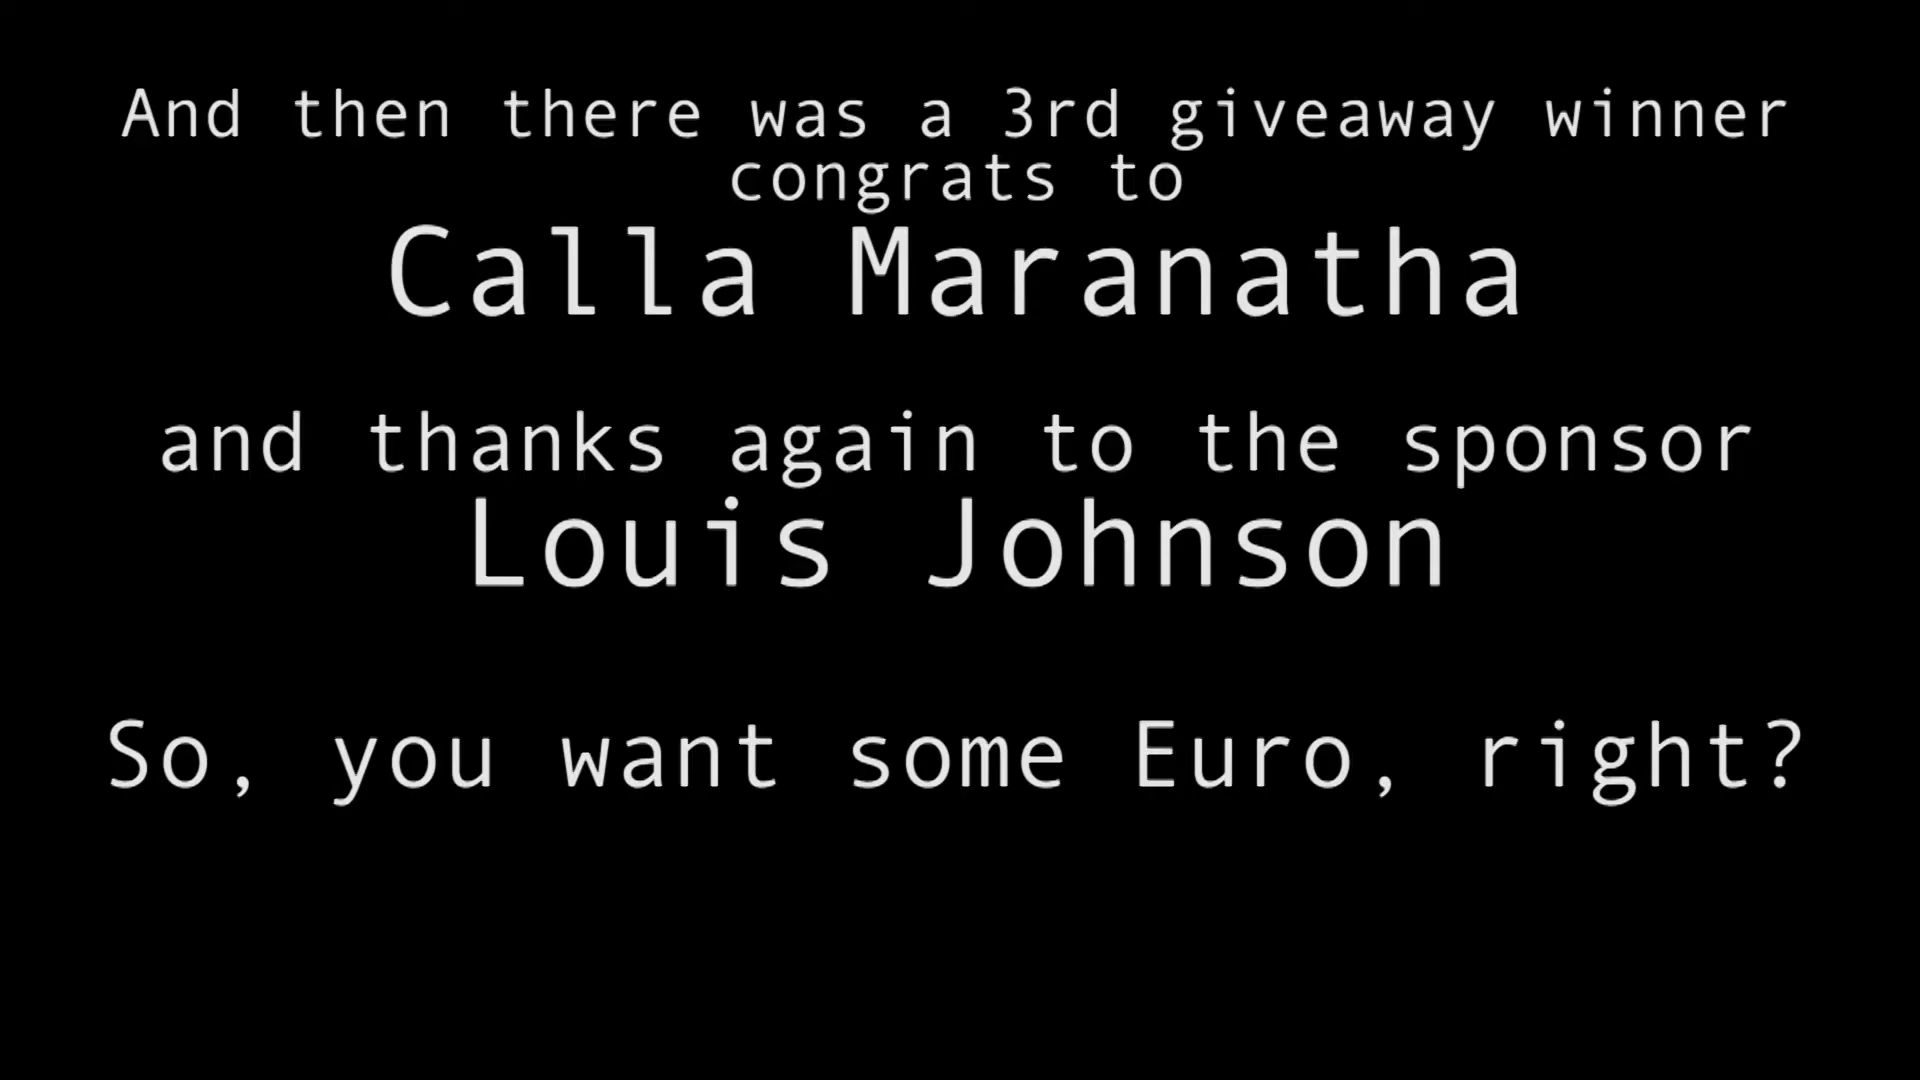 And then there was a 3rd giveaway winner
congrats to
Calla Maranatha
and thanks again to the sponsor
Louis Johnson
So, you want some Euro, right?